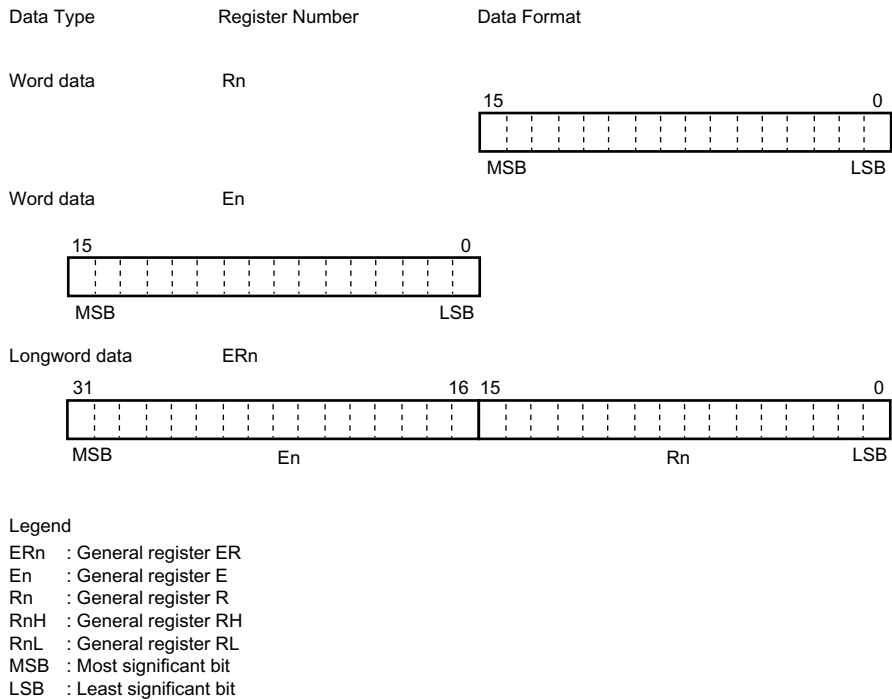 Data Type Register Number Data Format
Word data Rn
15 0
MSB LSB
Word data En
15 0
MSB LSB
Longword data ERn
31 16 15 0
MSB En Rn LSB
Legend
ERn : General register ER
En : General register E
Rn : General register R
RnH : General register RH
RnL : General register RL
MSB : Most significant bit
LSB : Least significant bit